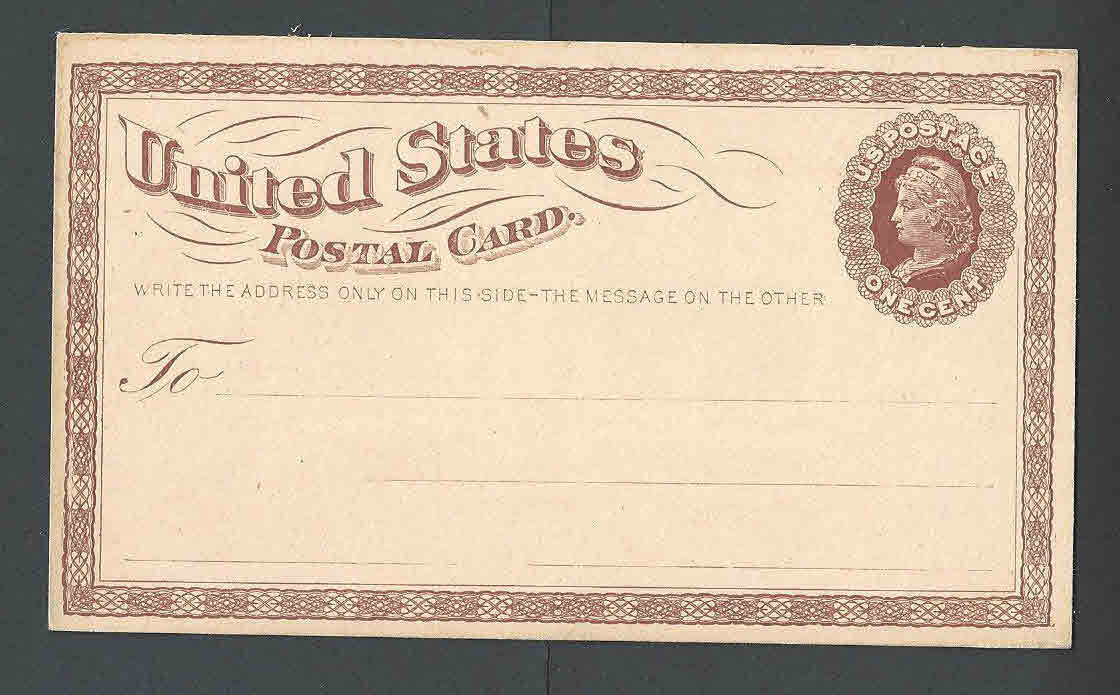 United States
POSTAL CARD.
WRITE THE ADDRESS ONLY ON THIS SIDE-THE MESSAGE ON THE OTHER
U.S. POSTAGE
ONE CENT
To